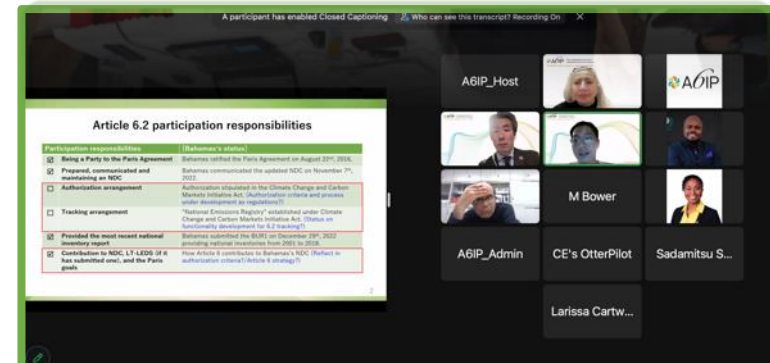 A participant has enabled Closed Captioning
Who can see this transcript? Recording On
Article 6.2 participation responsibilities
Participation responsibilities
[Bahamas's status]
Being a Party to the Paris Agreement
Bahamas ratified the Paris Agreement on August 22nd, 2016.
Prepared, communicated and
maintaining an NDC
Bahamas communicated the updated NDC on November 7th,
2022.
Authorization arrangement
Authorization stipulated in the Climate Change and Carbon
Markets Initiative Act. (Authorization criteria and process
under development as regulations?)
Tracking arrangement
"National Emissions Registry" established under Climate
Change and Carbon Markets Initiative Act. (Status on
functionality development for 6.2 tracking?)
Provided the most recent national
inventory report
Bahamas submitted the BUR1 on December 29th, 2022
providing national inventories from 2001 to 2018.
Contribution to NDC, LT-LEDS (if it
has submitted one), and the Paris
goals
How Article 6 contributes to Bahamas's NDC (Reflect in
authorization criteria?/Article 6 strategy?)
2
A6IP_Host
A6IP
M Bower
A6IP_Admin
CE's OtterPilot
Sadamitsu S...
Larissa Cartw...